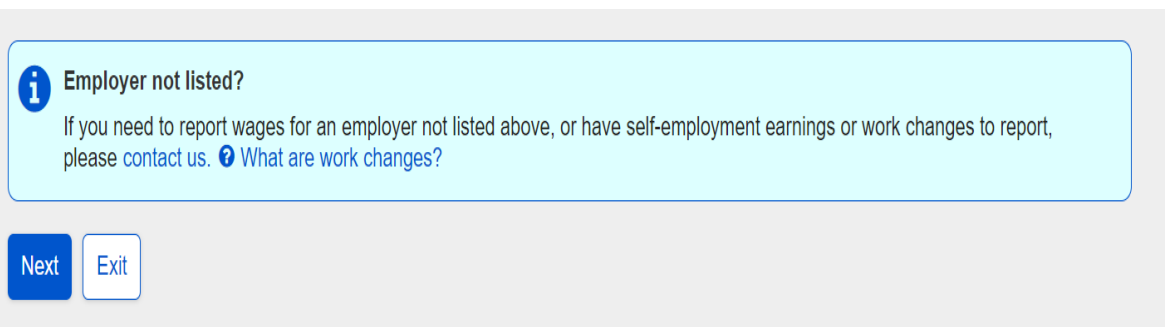 Employer not listed?
If you need to report wages for an employer not listed above, or have self-employment earnings or work changes to report,
please contact us. What are work changes?
Next Exit